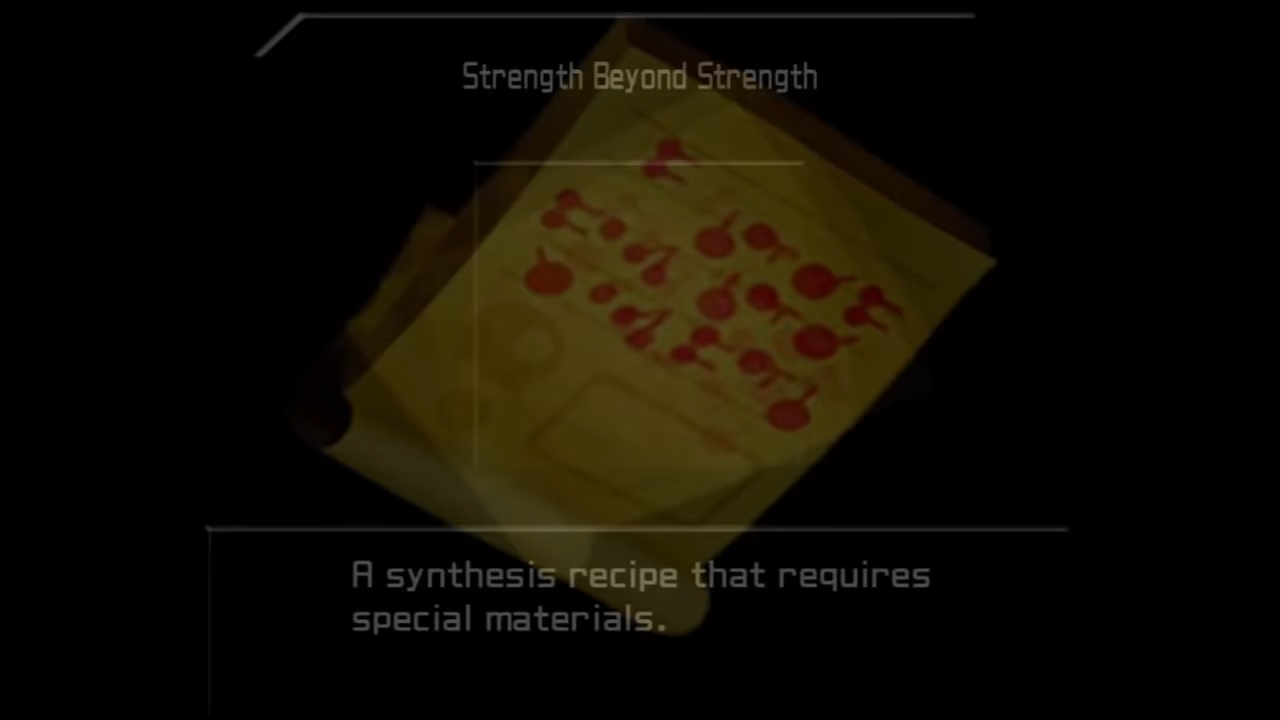 Strength Beyond Strength
A synthesis recipe that requires
special materials.